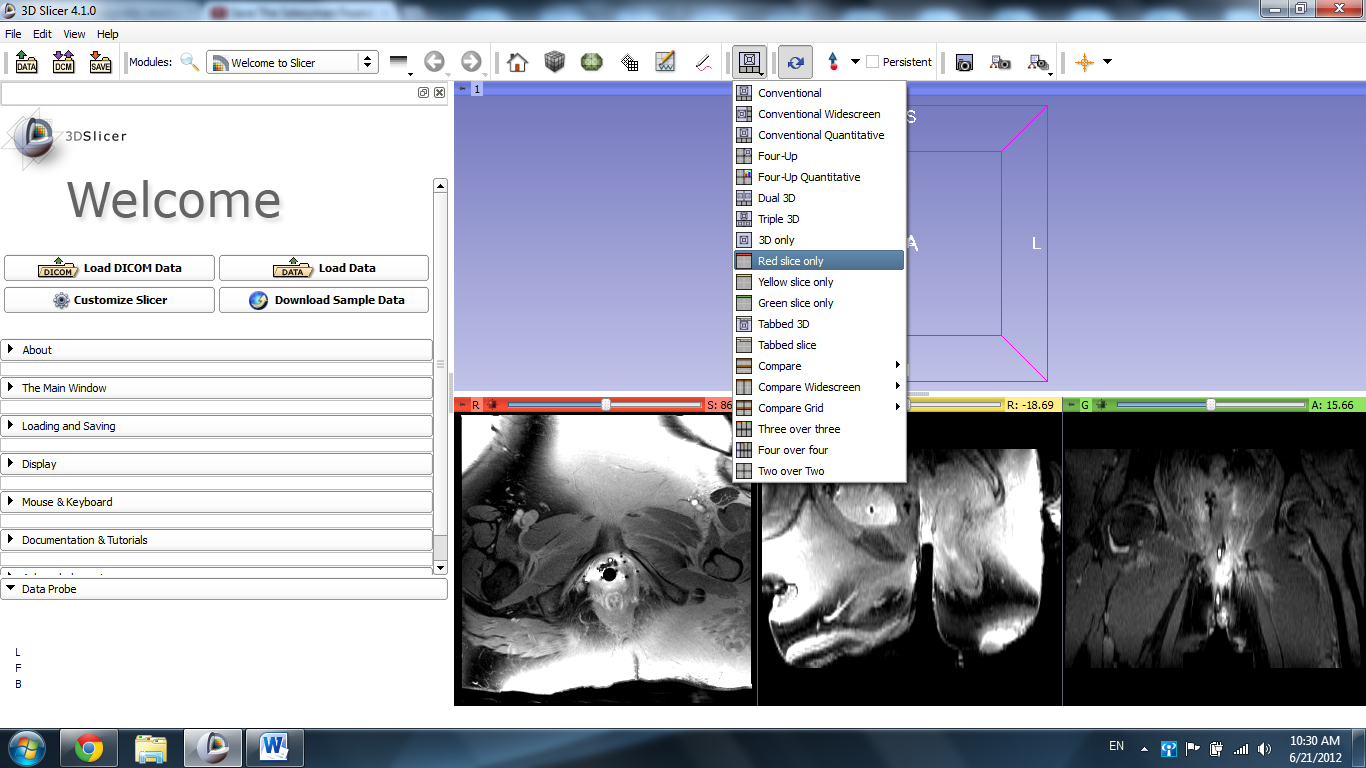 3D Slicer 4.1.0
File Edit View Help
DATA DCM SAVE Modules: Welcome to Slicer Persistent
1
3DSlicer
Welcome
Load DICOM Data
Load Data
Customize Slicer
Download Sample Data
About
The Main Window
Loading and Saving
Display
Mouse & Keyboard
Documentation & Tutorials
Data Probe
L
F
B
Conventional
Conventional Widescreen
Conventional Quantitative
Four-Up
Four-Up Quantitative
Dual 3D
Triple 3D
3D only
Red slice only
Yellow slice only
Green slice only
Tabbed 3D
Tabbed slice
Compare
Compare Widescreen
Compare Grid
Three over three
Four over four
Two over Two
S
A
L
R S: 86
R: -18.69
G A: 15.66
EN
10:30 AM
6/21/2012